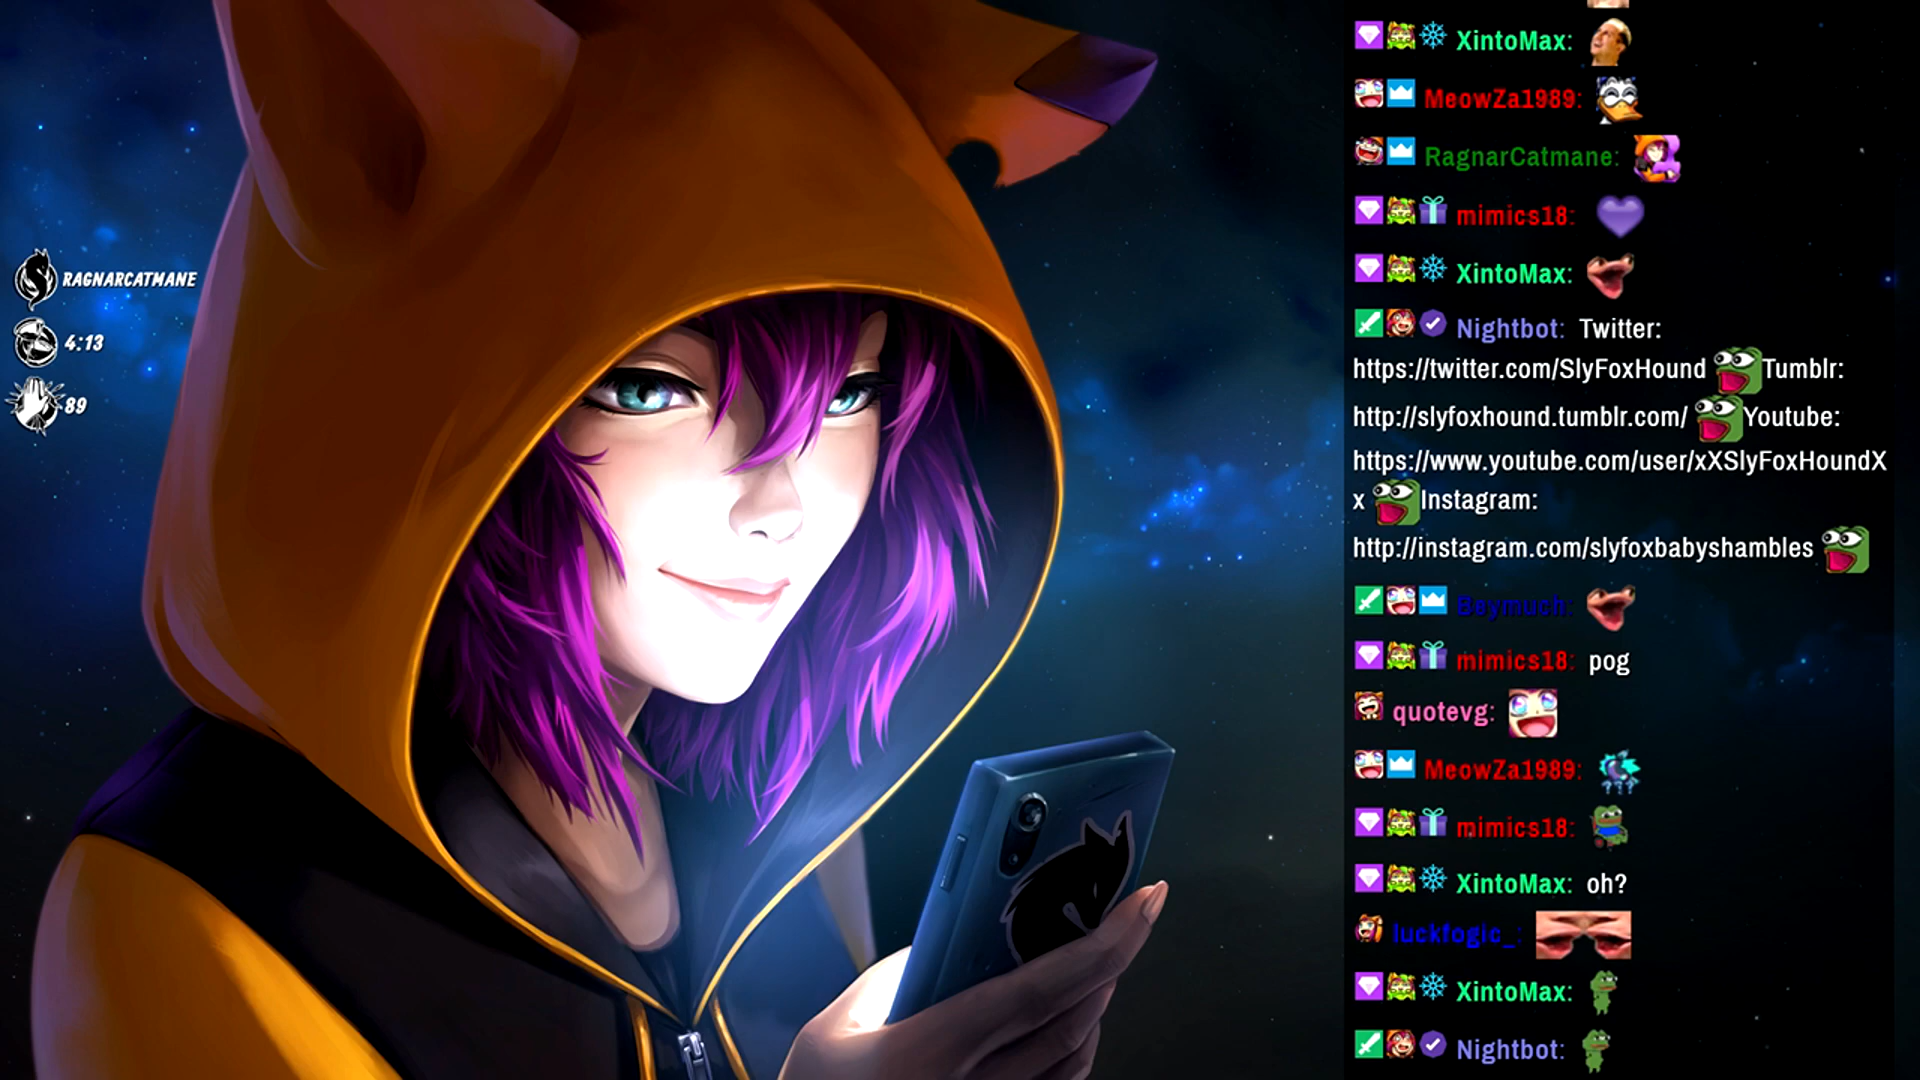 RAGNARCATMANE
4:13
89
XintoMax:
MeowZa1989:
RagnarCatmane:
mimics18:
XintoMax:
Nightbot: Twitter:
https://twitter.com/SlyFoxHound Tumblr:
http://slyfoxhound.tumblr.com/ Youtube:
https://www.youtube.com/user/xXSlyFoxHoundX
x Instagram:
http://instagram.com/slyfoxbabyshambles
Beymuch:
mimics18: pog
quotevg:
MeowZa1989:
mimics18:
XintoMax: oh?
luckfogic_:
XintoMax:
Nightbot: